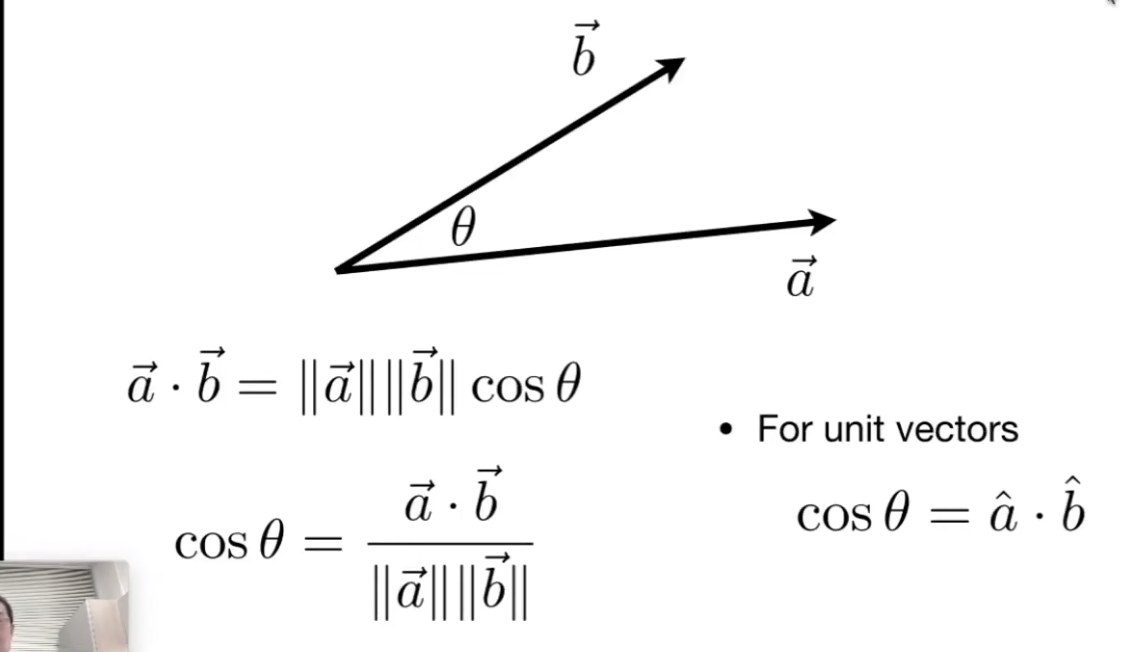 $\vec{b}$
$\theta$
$\vec{a}$
$\vec{a} \cdot \vec{b} = \|\vec{a}\| \|\vec{b}\| \cos\theta$
$\cos\theta = \frac{\vec{a} \cdot \vec{b}}{\|\vec{a}\| \|\vec{b}\|}$
• For unit vectors
$\cos\theta = \hat{a} \cdot \hat{b}$